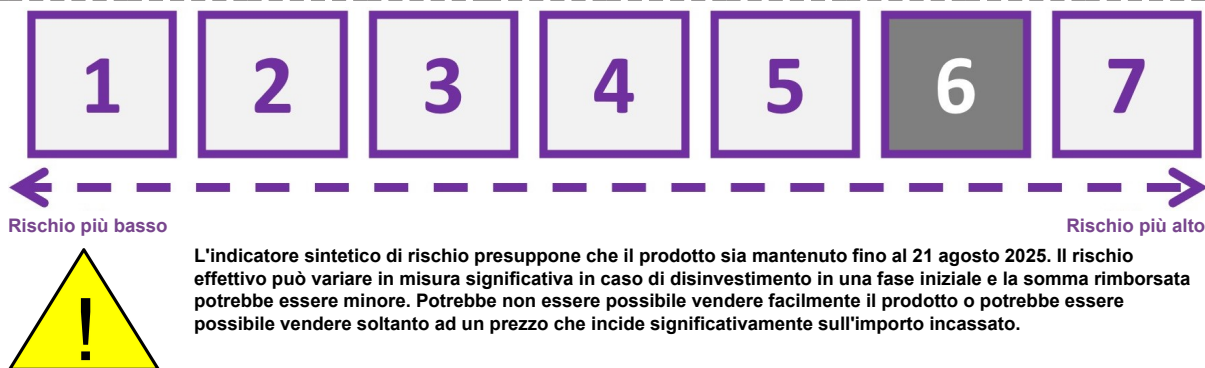 1 2 3 4 5 6 7
Rischio più basso Rischio più alto
L'indicatore sintetico di rischio presuppone che il prodotto sia mantenuto fino al 21 agosto 2025. Il rischio
effettivo può variare in misura significativa in caso di disinvestimento in una fase iniziale e la somma rimborsata
potrebbe essere minore. Potrebbe non essere possibile vendere facilmente il prodotto o potrebbe essere
possibile vendere soltanto ad un prezzo che incide significativamente sull'importo incassato.
!